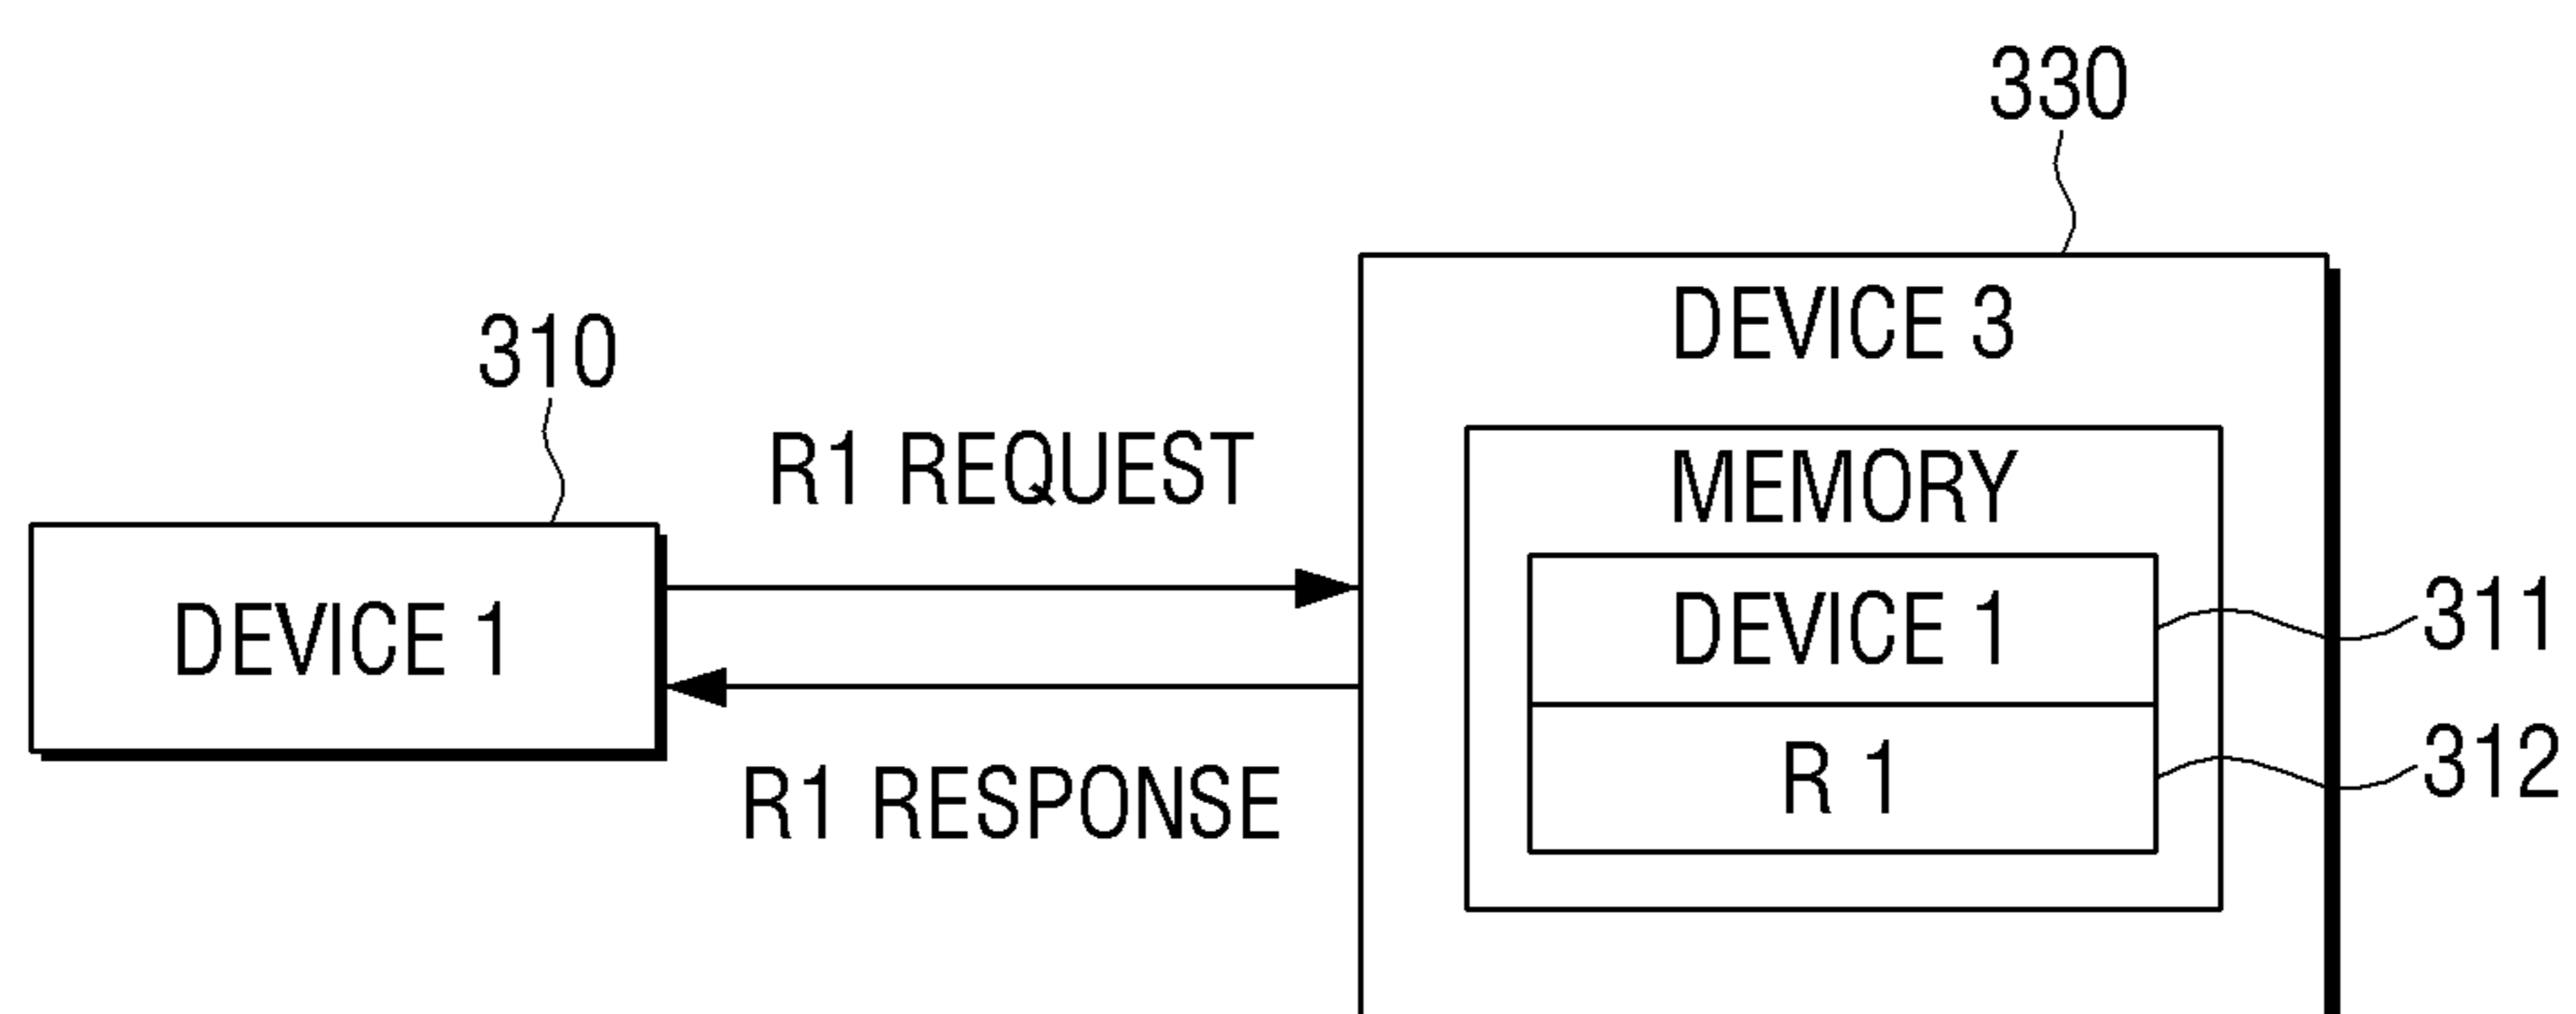 330
DEVICE 3
310
R1 REQUEST
MEMORY
DEVICE 1
DEVICE 1
311
R1 RESPONSE
R 1
312